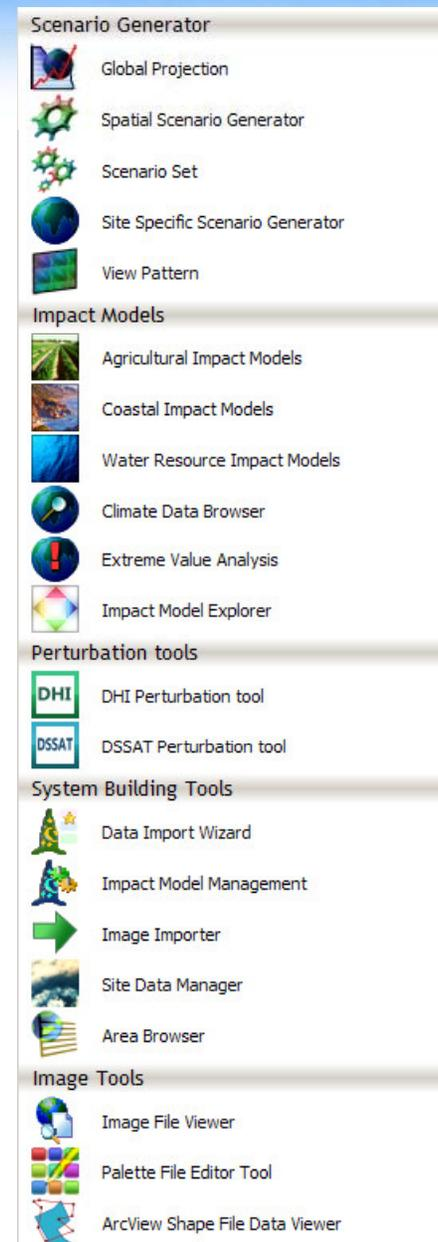 Scenario Generator
Global Projection
Spatial Scenario Generator
Scenario Set
Site Specific Scenario Generator
View Pattern
Impact Models
Agricultural Impact Models
Coastal Impact Models
Water Resource Impact Models
Climate Data Browser
Extreme Value Analysis
Impact Model Explorer
Perturbation tools
DHI DHI Perturbation tool
DSSAT DSSAT Perturbation tool
System Building Tools
Data Import Wizard
Impact Model Management
Image Importer
Site Data Manager
Area Browser
Image Tools
Image File Viewer
Palette File Editor Tool
ArcView Shape File Data Viewer